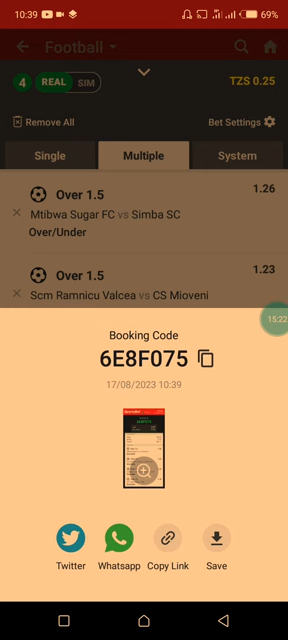 10:39
69%
Football
4 REAL SIM
TZS 0.25
Remove All
Bet Settings
Single Multiple System
Over 1.5
1.26
Mtibwa Sugar FC vs Simba SC
Over/Under
Over 1.5
1.23
Scm Ramnicu Valcea vs CS Mioveni
15:22
Booking Code
6E8F075
17/08/2023 10:39
Twitter Whatsapp Copy Link Save